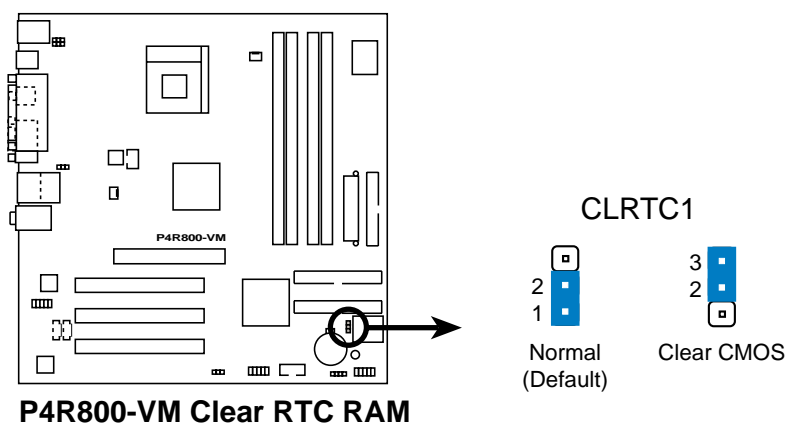 P4R800-VM
CLRTC1
2
1
Normal
(Default)
3
2
Clear CMOS
P4R800-VM Clear RTC RAM